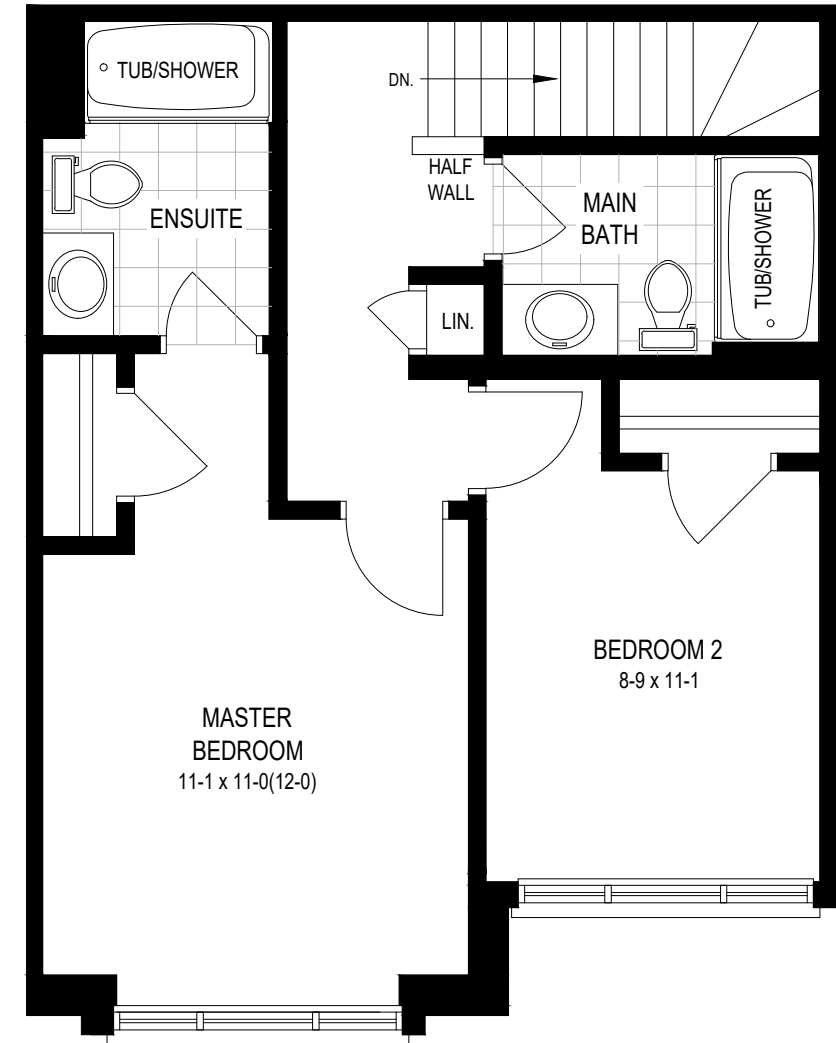 TUB/SHOWER
DN.
HALF
WALL
ENSUITE
MAIN
BATH
TUB/SHOWER
LIN.
BEDROOM 2
8-9 x 11-1
MASTER
BEDROOM
11-1 x 11-0(12-0)